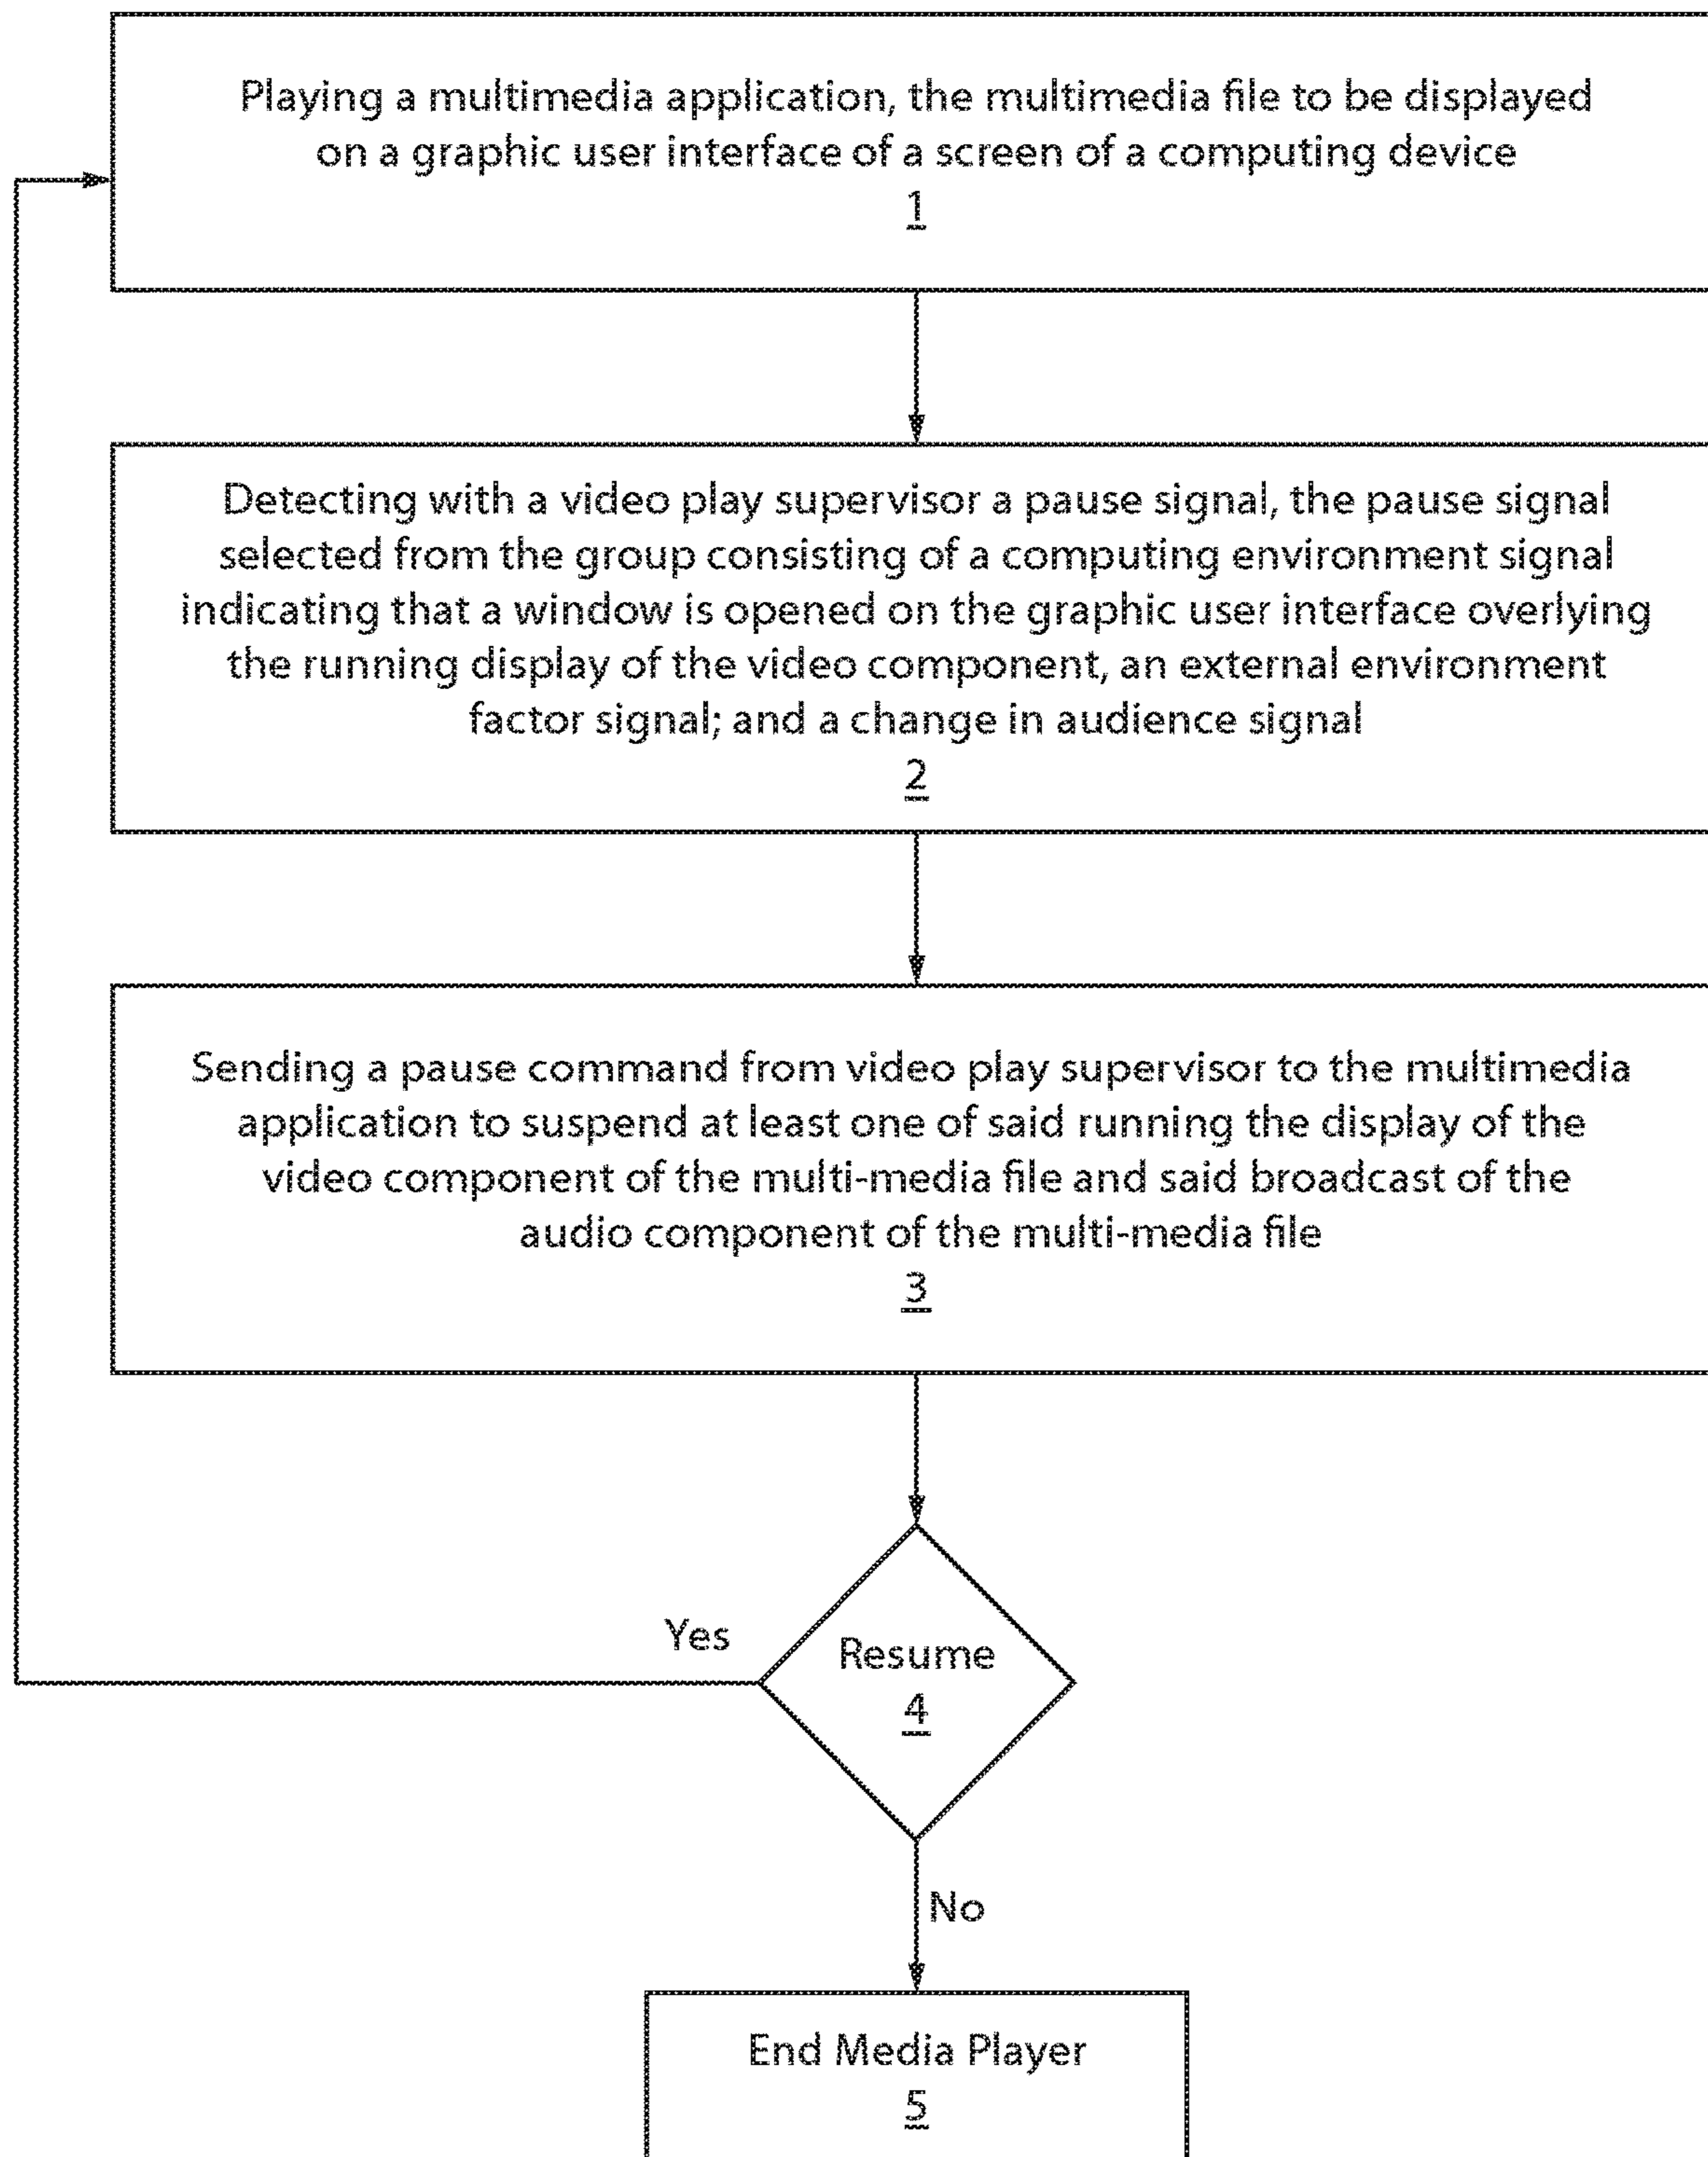 Playing a multimedia application, the multimedia file to be displayed
on a graphic user interface of a screen of a computing device
1
Detecting with a video play supervisor a pause signal, the pause signal
selected from the group consisting of a computing environment signal
indicating that a window is opened on the graphic user interface overlying
the running display of the video component, an external environment
factor signal; and a change in audience signal
2
Sending a pause command from video play supervisor to the multimedia
application to suspend at least one of said running the display of the
video component of the multi-media file and said broadcast of the
audio component of the multi-media file
3
Yes
Resume
4
No
End Media Player
5